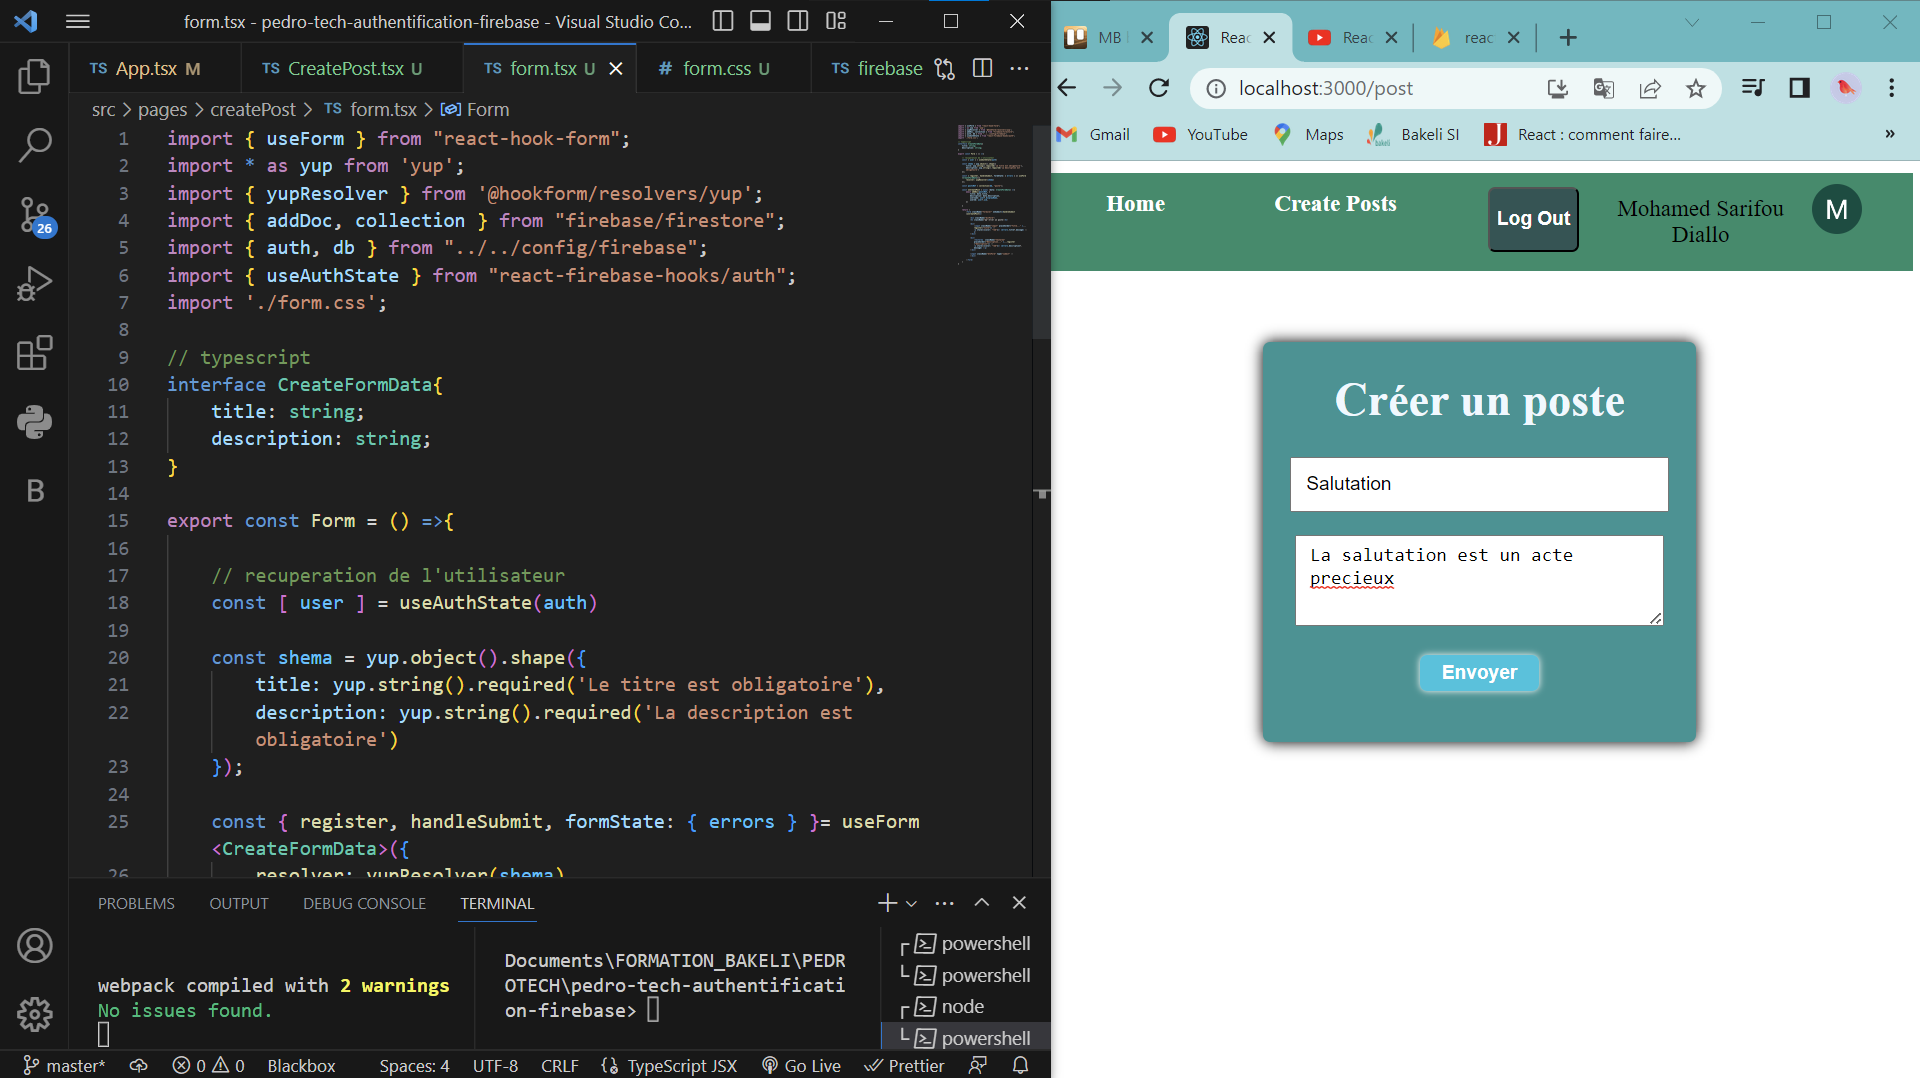 form.tsx - pedro-tech-authentification-firebase - Visual Studio Co...
TS App.tsx M
TS CreatePost.tsx U
TS form.tsx U
# form.css U
TS firebase
src > pages > createPost > TS form.tsx > Form
1 import { useForm } from "react-hook-form";
2 import * as yup from 'yup';
3 import { yupResolver } from '@hookform/resolvers/yup';
4 import { addDoc, collection } from "firebase/firestore";
5 import { auth, db } from "../../config/firebase";
6 import { useAuthState } from "react-firebase-hooks/auth";
7 import './form.css';
8
9 // typescript
10 interface CreateFormData{
11 title: string;
12 description: string;
13 }
14
15 export const Form = () =>{
16
17 // recuperation de l'utilisateur
18 const [ user ] = useAuthState(auth)
19
20 const shema = yup.object().shape({
21 title: yup.string().required('Le titre est obligatoire'),
22 description: yup.string().required('La description est
obligatoire')
23 });
24
25 const { register, handleSubmit, formState: { errors } }= useForm
<CreateFormData>({
26 resolver: yupResolver(shema)
26
B
PROBLEMS OUTPUT DEBUG CONSOLE TERMINAL
webpack compiled with 2 warnings
No issues found.
Documents\FORMATION_BAKELI\PEDR
OTECH\pedro-tech-authentificati
on-firebase>
powershell
powershell
node
powershell
master* 0 0 Blackbox Spaces: 4 UTF-8 CRLF TypeScript JSX Go Live Prettier
MB
Reac
Reac
reac
localhost:3000/post
Gmail YouTube Maps Bakeli SI React : comment faire... »
Home
Create Posts
Log Out
Mohamed Sarifou
Diallo
M
Créer un poste
Salutation
La salutation est un acte
precieux
Envoyer